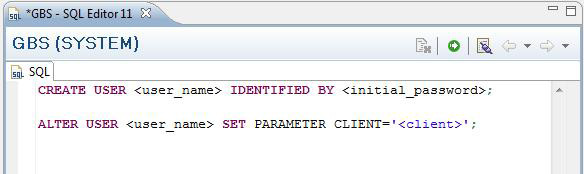 *GBS - SQL Editor 11
GBS (SYSTEM)
SQL
CREATE USER <user_name> IDENTIFIED BY <initial_password>;
ALTER USER <user_name> SET PARAMETER CLIENT='<client>';